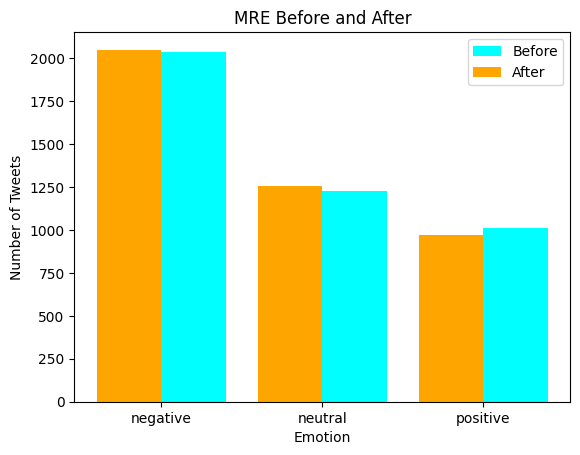 MRE Before and After
Before
After
Number of Tweets
2000
1750
1500
1250
1000
750
500
250
0
negative
neutral
positive
Emotion